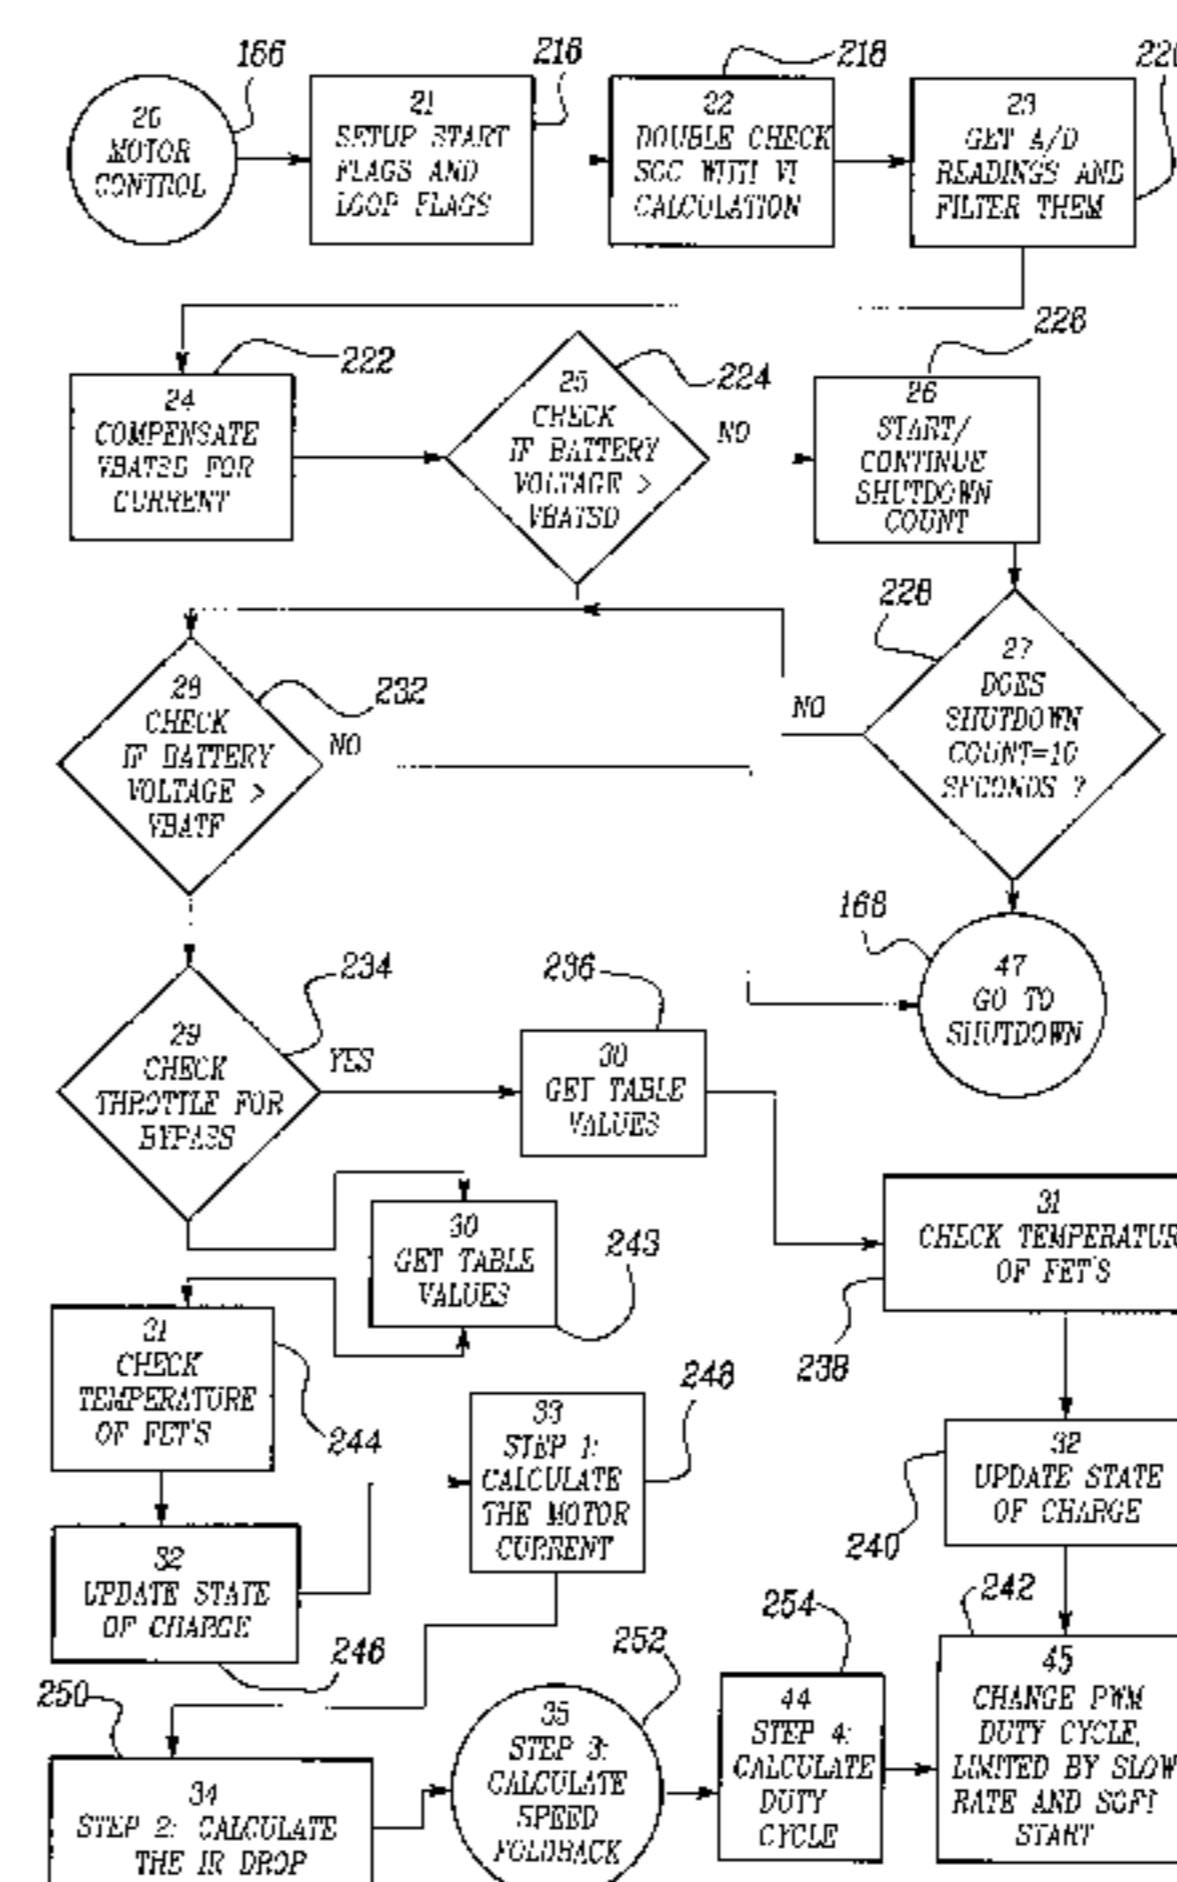 166
216
218
220
20
MOTOR
CONTROL
21
SETUP START
FLAGS AND
LOOP FLAGS
22
DOUBLE CHECK
SOC WITH VI
CALCULATION
23
GET A/D
READINGS AND
FILTER THEM
222
224
226
24
COMPENSATE
VBATSD FOR
CURRENT
25
CHECK
IF BATTERY
VOLTAGE >
VBATSD
NO
26
START/
CONTINUE
SHUTDOWN
COUNT
228
232
28
CHECK
IF BATTERY
VOLTAGE >
VBATF
NO
NO
27
DOES
SHUTDOWN
COUNT=10
SECONDS ?
168
47
GO TO
SHUTDOWN
234
236
29
CHECK
THROTTLE FOR
BYPASS
YES
30
GET TABLE
VALUES
30
GET TABLE
VALUES
243
31
CHECK TEMPERATUR
OF FET'S
238
31
CHECK
TEMPERATURE
OF FET'S
244
248
33
STEP 1:
CALCULATE
THE MOTOR
CURRENT
32
UPDATE STATE
OF CHARGE
240
32
UPDATE STATE
OF CHARGE
246
242
254
252
250
34
STEP 2: CALCULATE
THE IR DROP
35
STEP 3:
CALCULATE
SPEED
FOLDBACK
44
STEP 4:
CALCULATE
DUTY
CYCLE
45
CHANGE PWM
DUTY CYCLE,
LIMITED BY SLOW
RATE AND SOFT
START